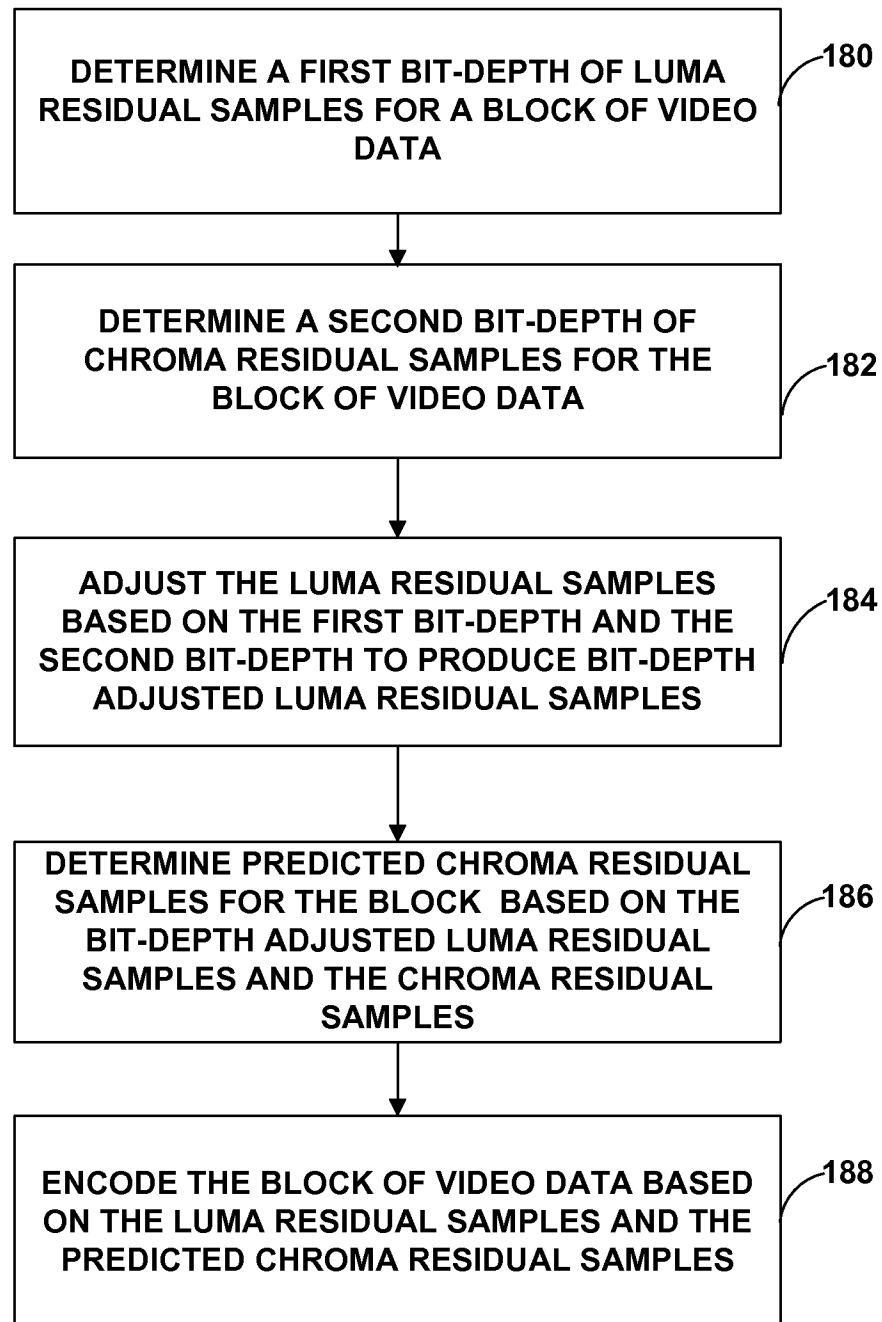 DETERMINE A FIRST BIT-DEPTH OF LUMA
RESIDUAL SAMPLES FOR A BLOCK OF VIDEO
DATA
180
DETERMINE A SECOND BIT-DEPTH OF
CHROMA RESIDUAL SAMPLES FOR THE
BLOCK OF VIDEO DATA
182
ADJUST THE LUMA RESIDUAL SAMPLES
BASED ON THE FIRST BIT-DEPTH AND THE
SECOND BIT-DEPTH TO PRODUCE BIT-DEPTH
ADJUSTED LUMA RESIDUAL SAMPLES
184
DETERMINE PREDICTED CHROMA RESIDUAL
SAMPLES FOR THE BLOCK BASED ON THE
BIT-DEPTH ADJUSTED LUMA RESIDUAL
SAMPLES AND THE CHROMA RESIDUAL
SAMPLES
186
ENCODE THE BLOCK OF VIDEO DATA BASED
ON THE LUMA RESIDUAL SAMPLES AND THE
PREDICTED CHROMA RESIDUAL SAMPLES
188